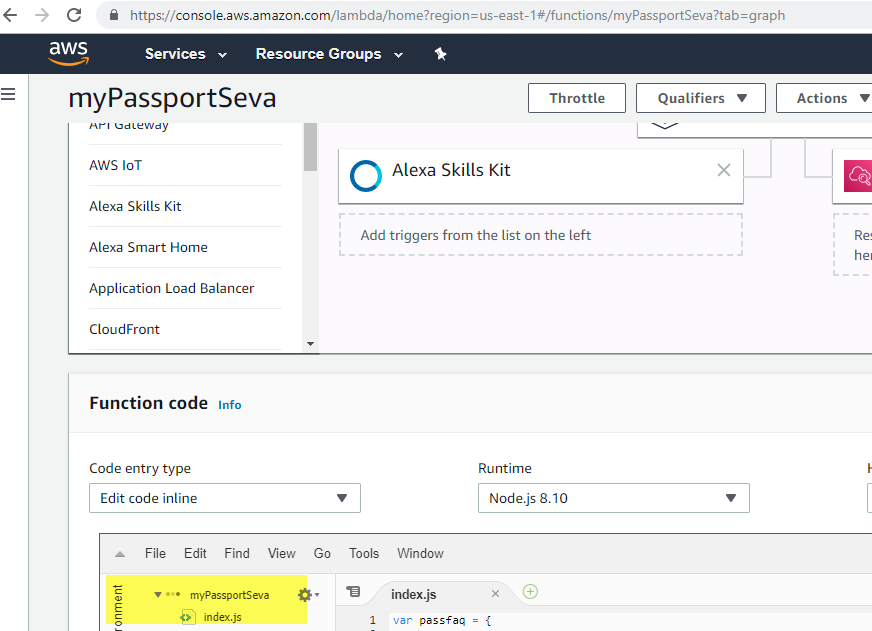 https://console.aws.amazon.com/lambda/home?region=us-east-1#/functions/myPassportSeva?tab=graph
aws Services Resource Groups
myPassportSeva Throttle Qualifiers Actions
API Gateway
AWS IoT
Alexa Skills Kit
Alexa Smart Home
Application Load Balancer
CloudFront
Alexa Skills Kit
Add triggers from the list on the left
Res
her
Function code Info
Code entry type
Edit code inline
Runtime
Node.js 8.10
H
File Edit Find View Go Tools Window
ronment
myPassportSeva
index.js
index.js
1 var passfaq = {